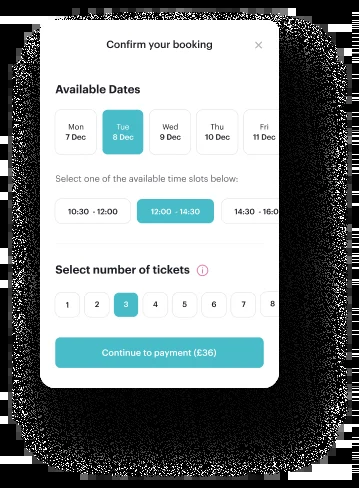 Confirm your booking
Available Dates
Mon Tue Wed Thu Fri
7 Dec 8 Dec 9 Dec 10 Dec 11 Dec
Select one of the available time slots below:
10:30 - 12:00 12:00 - 14:30 14:30 - 16:0
Select number of tickets
1 2 3 4 5 6 7 8
Continue to payment (£36)